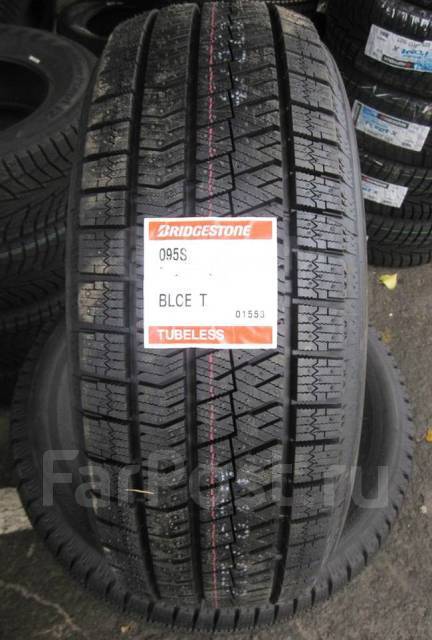 BRIDGESTONE
095S
BLCE T
01553
TUBELESS
FarPost.ru